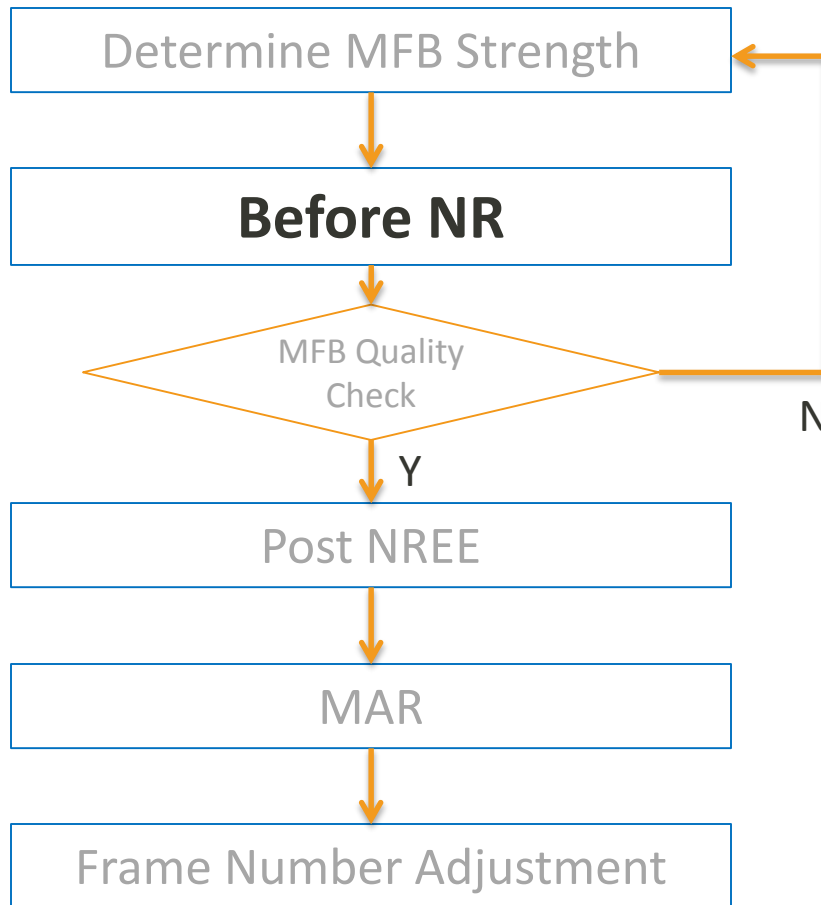 Determine MFB Strength
Before NR
MFB Quality
Check
N
Y
Post NREE
MAR
Frame Number Adjustment